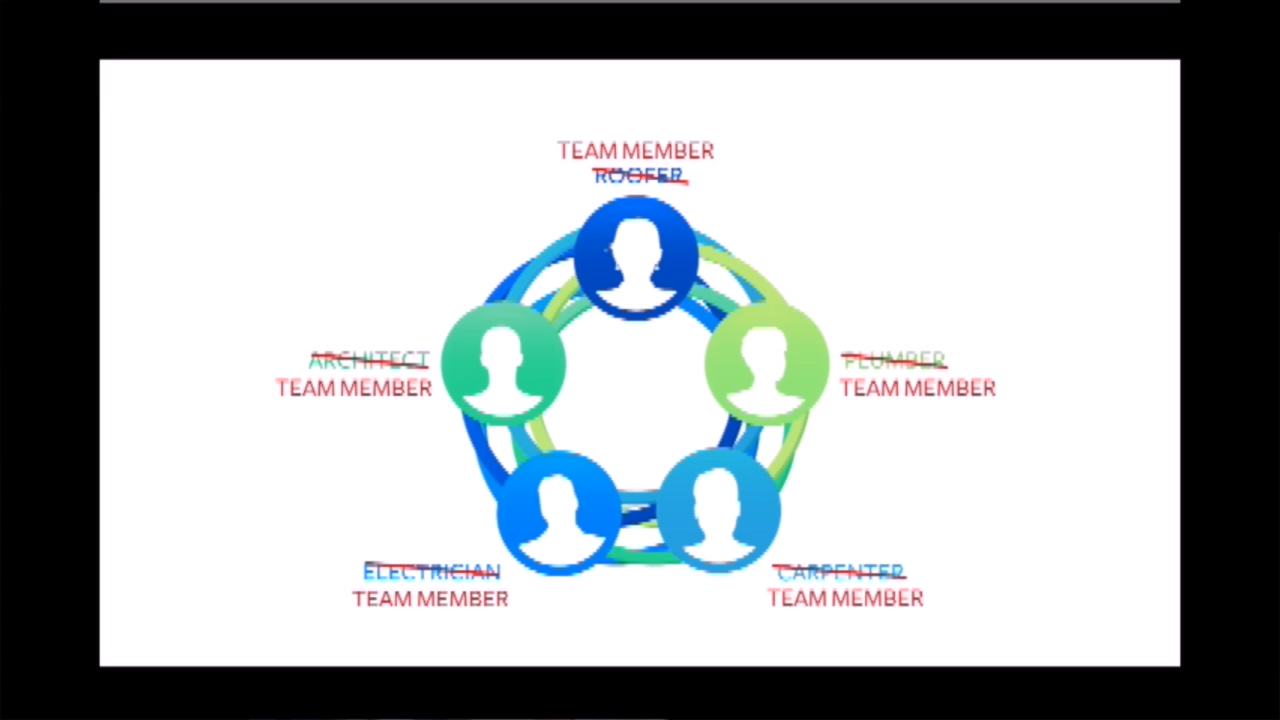 TEAM MEMBER
ROOFER
ARCHITECT
TEAM MEMBER
PLUMBER
TEAM MEMBER
ELECTRICIAN
TEAM MEMBER
CARPENTER
TEAM MEMBER